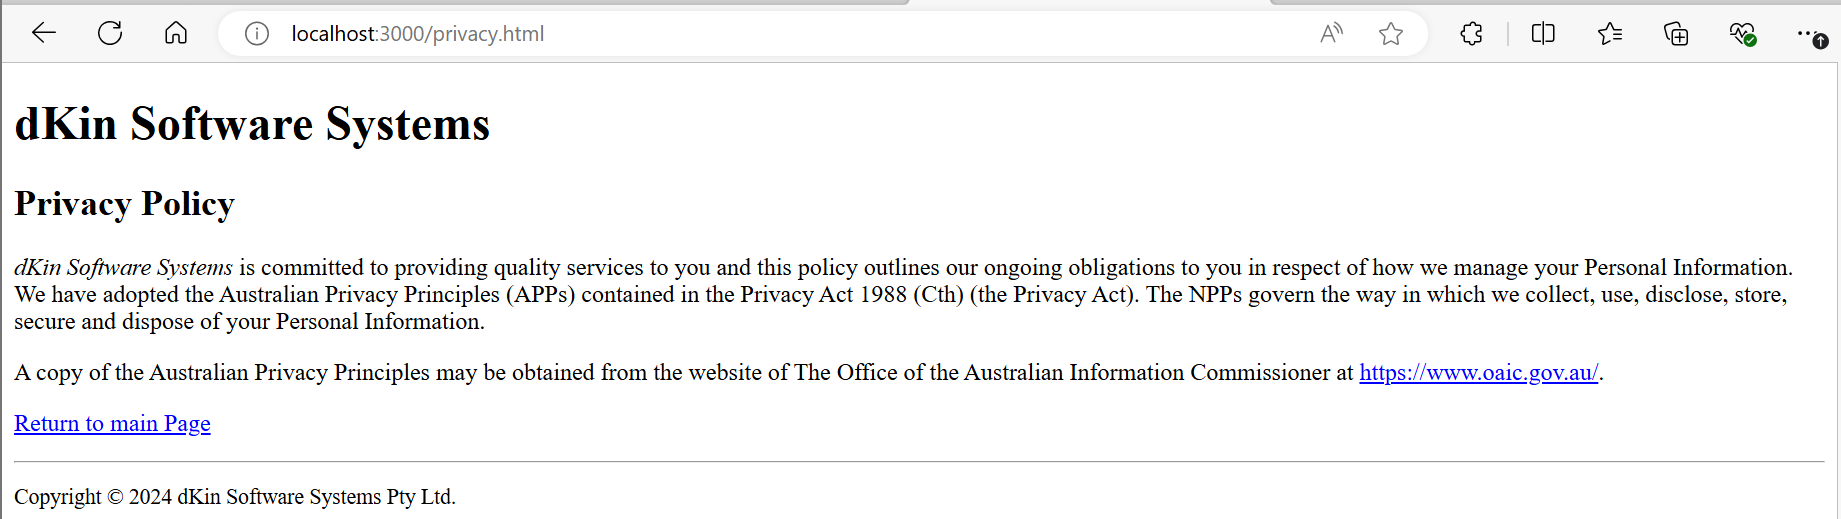 localhost:3000/privacy.html
dKin Software Systems
Privacy Policy
dKin Software Systems is committed to providing quality services to you and this policy outlines our ongoing obligations to you in respect of how we manage your Personal Information.
We have adopted the Australian Privacy Principles (APPs) contained in the Privacy Act 1988 (Cth) (the Privacy Act). The NPPs govern the way in which we collect, use, disclose, store,
secure and dispose of your Personal Information.
A copy of the Australian Privacy Principles may be obtained from the website of The Office of the Australian Information Commissioner at https://www.oaic.gov.au/.
Return to main Page
Copyright © 2024 dKin Software Systems Pty Ltd.